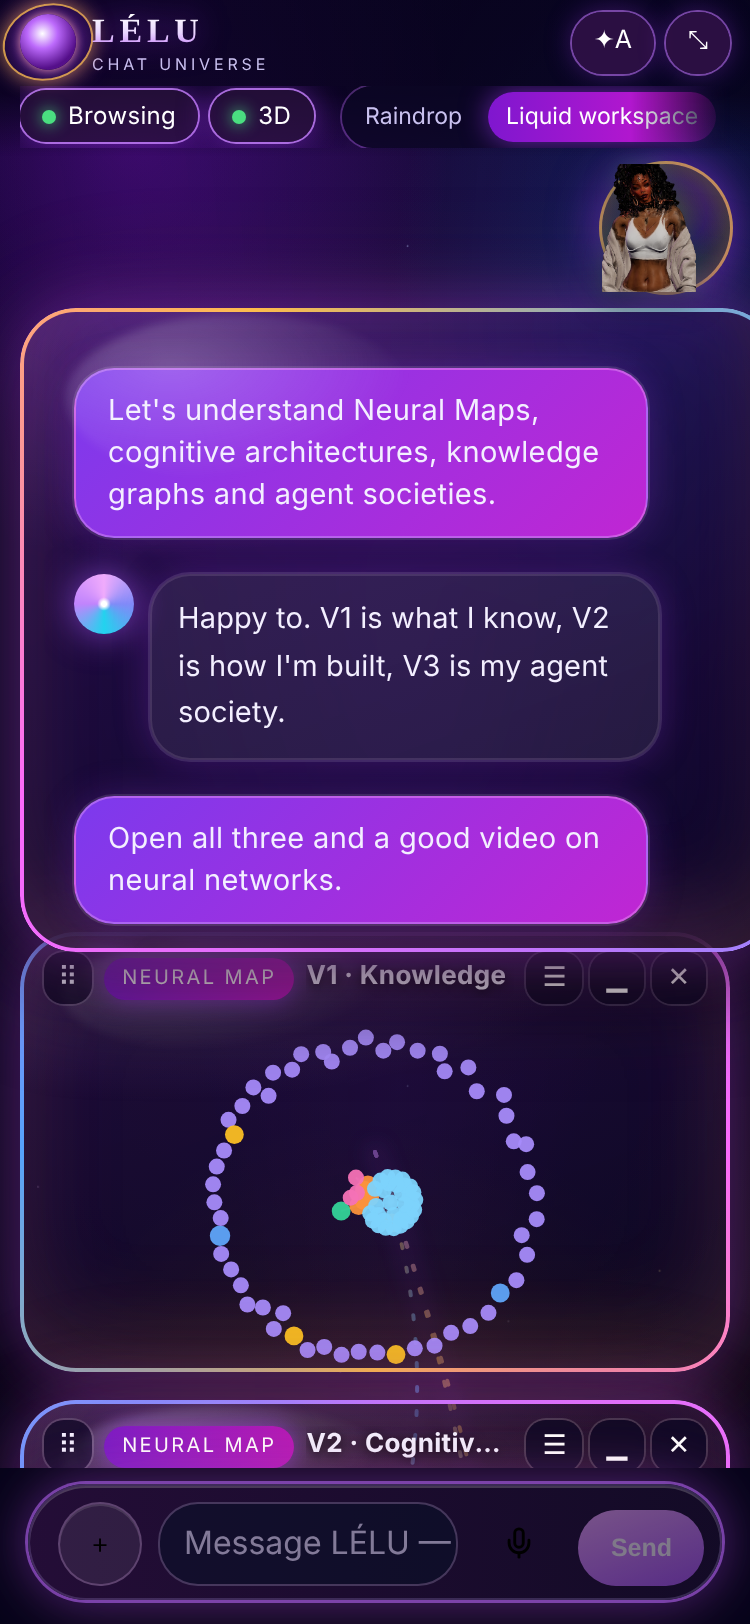 LÉLU
CHAT UNIVERSE
✦A
Browsing
3D
Raindrop
Liquid workspace
Let's understand Neural Maps,
cognitive architectures, knowledge
graphs and agent societies.
Happy to. V1 is what I know, V2
is how I'm built, V3 is my agent
society.
Open all three and a good video on
neural networks.
NEURAL MAP V1 · Knowledge
NEURAL MAP V2 · Cognitiv...
Message LÉLU —
Send